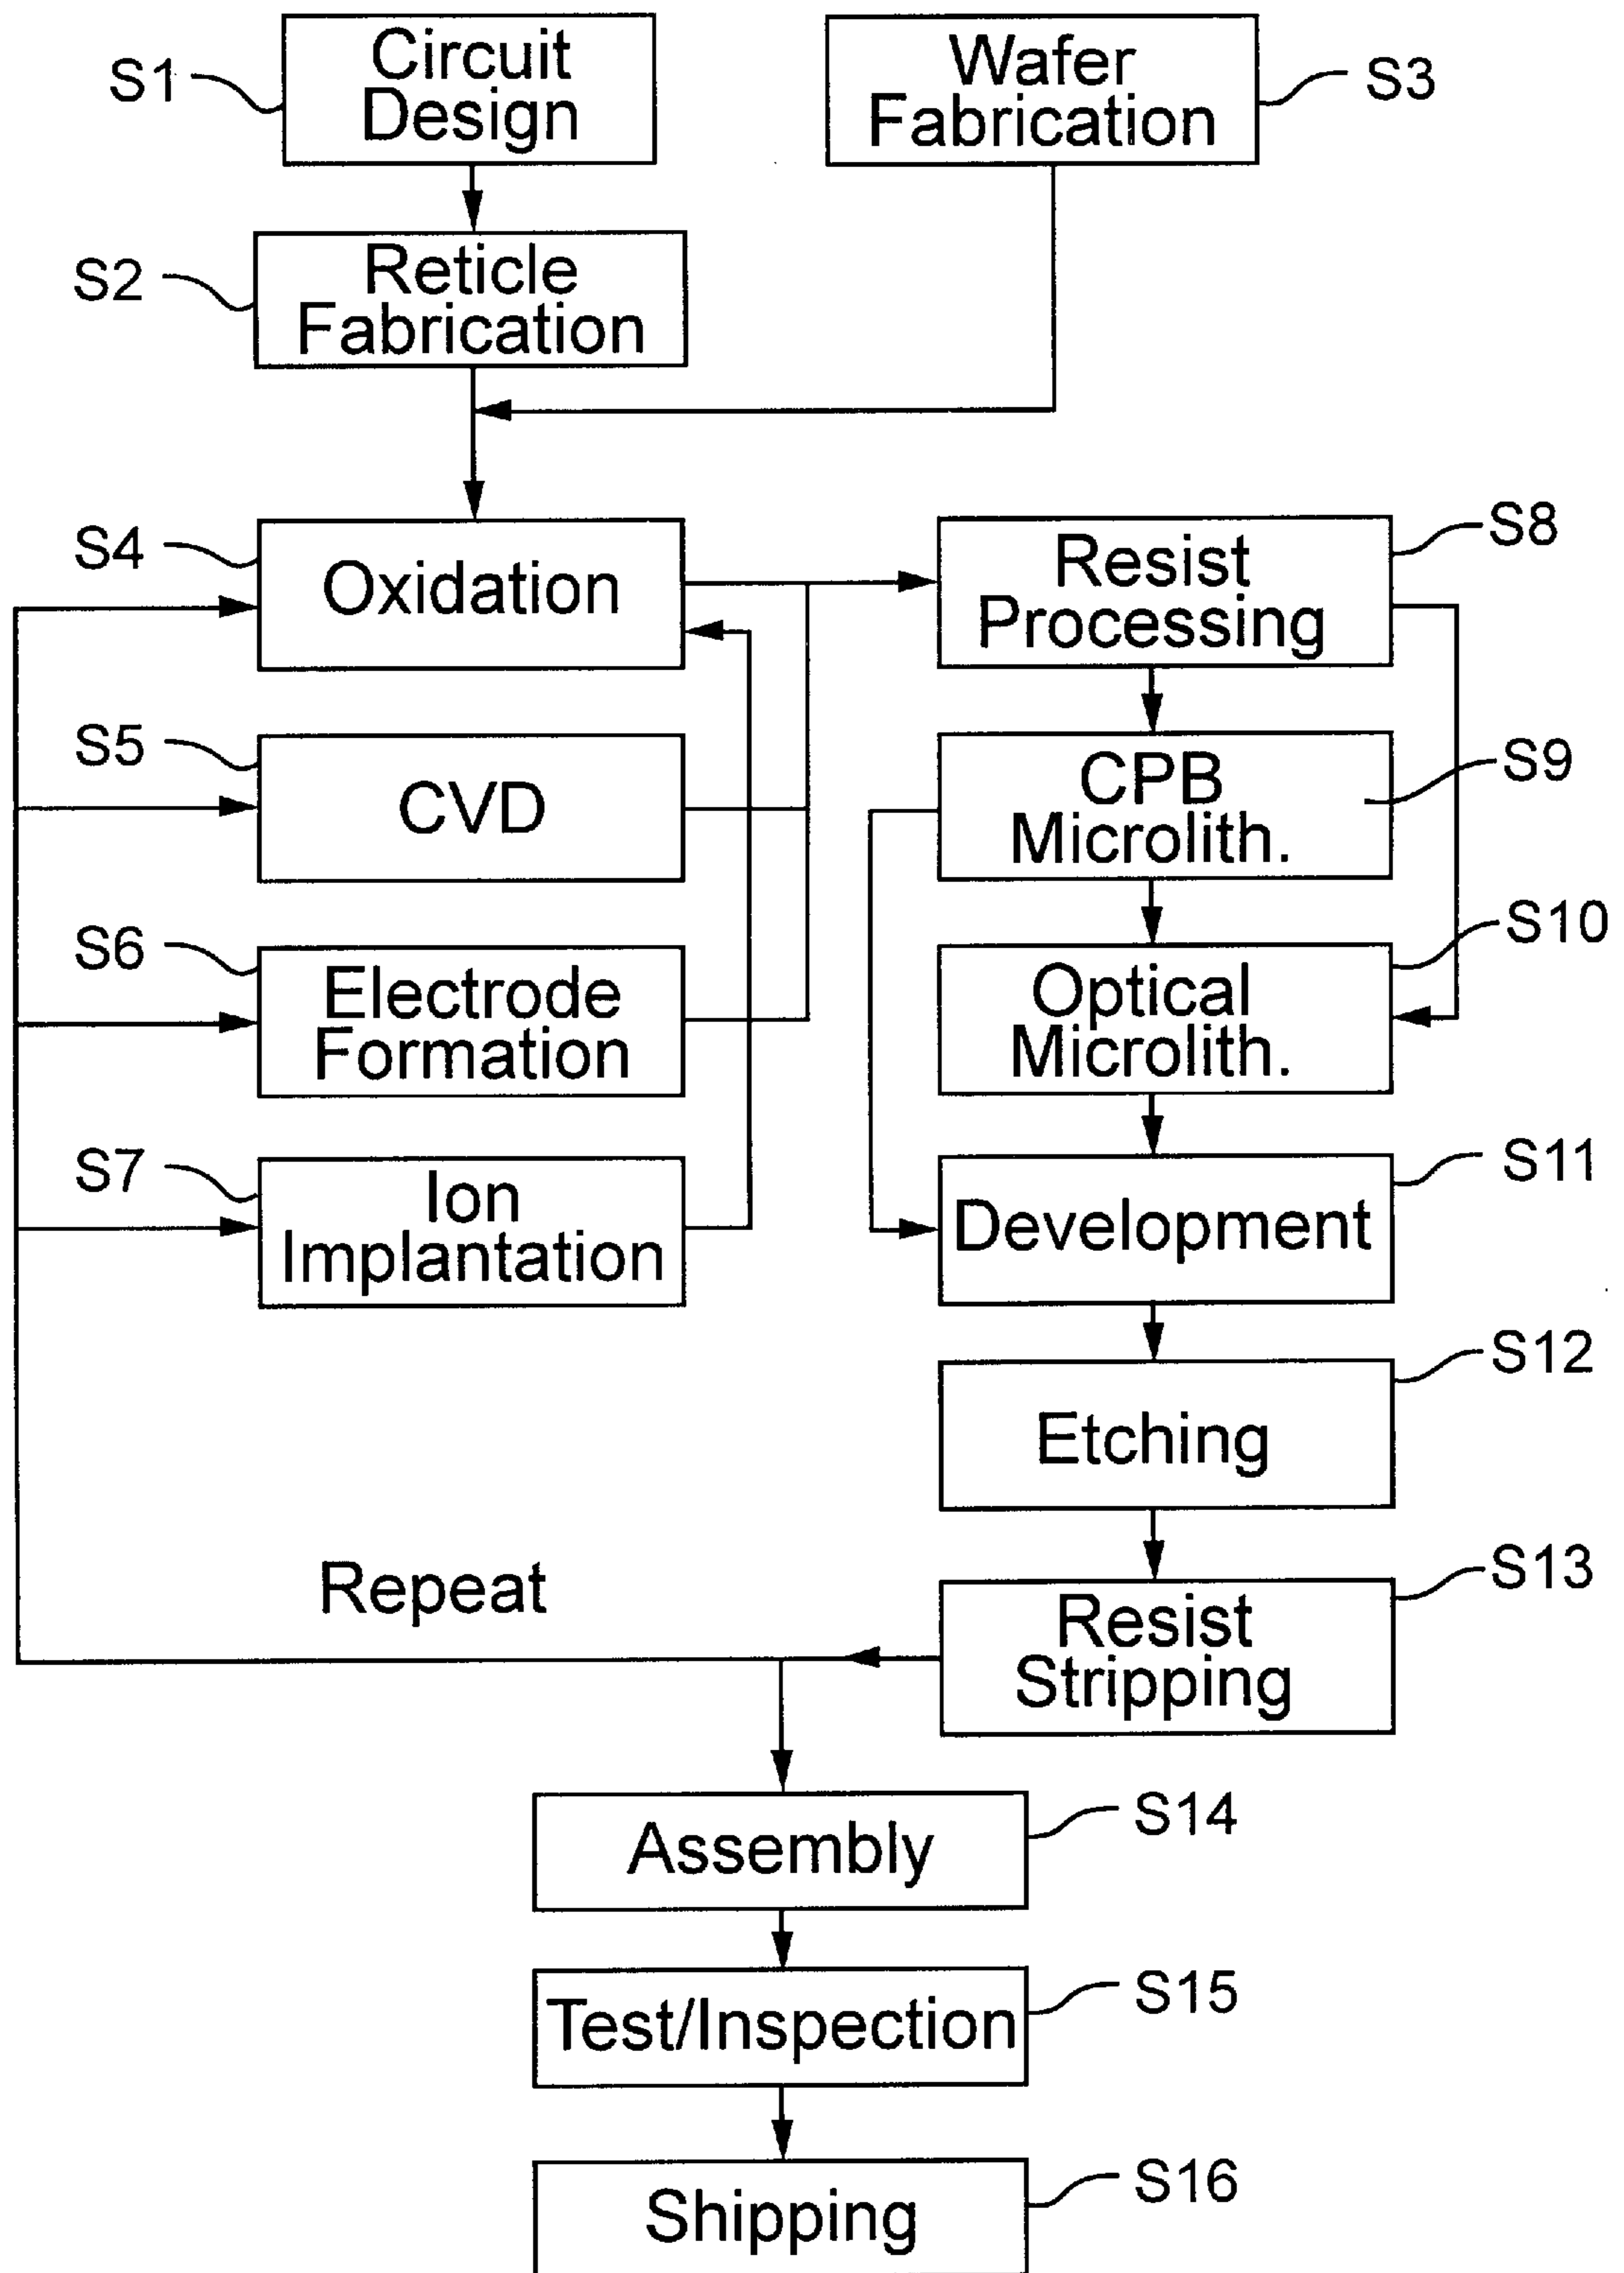 S1
Circuit
Design
Wafer
Fabrication
S3
S2
Reticle
Fabrication
S4
Oxidation
Resist
Processing
S8
S5
CVD
CPB
Microlith.
S9
S6
Electrode
Formation
Optical
Microlith.
S10
S7
Ion
Implantation
Development
S11
Etching
S12
Repeat
Resist
Stripping
S13
Assembly
S14
Test/Inspection
S15
Shipping
S16